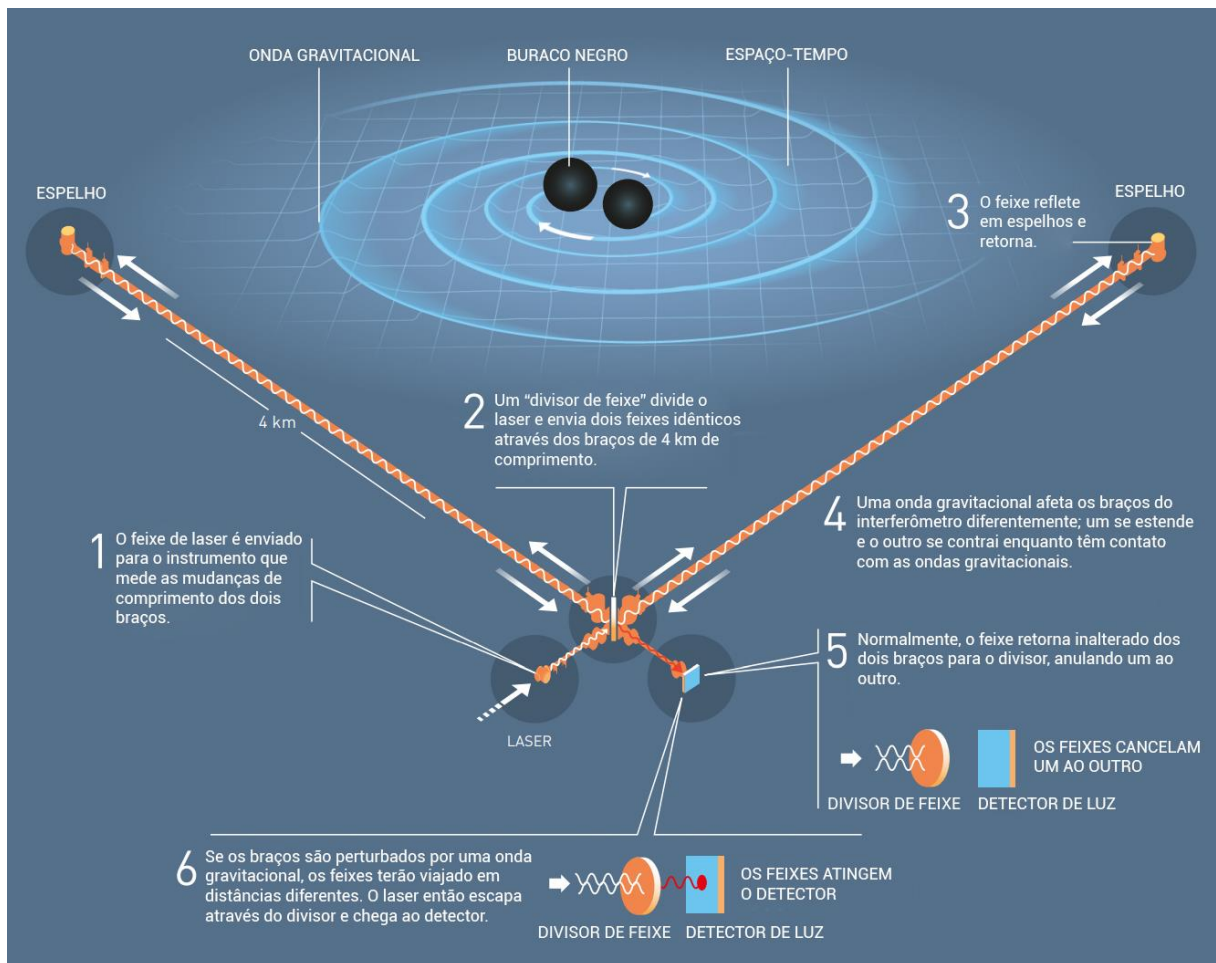 ONDA GRAVITACIONAL
BURACO NEGRO
ESPAÇO-TEMPO
ESPELHO
ESPELHO
3 O feixe reflete
em espelhos e
retorna.
4 km
2 Um “divisor de feixe” divide o
laser e envia dois feixes idênticos
através dos braços de 4 km de
comprimento.
1 O feixe de laser é enviado
para o instrumento que
mede as mudanças de
comprimento dos dois
braços.
4 Uma onda gravitacional afeta os braços do
interferômetro diferentemente; um se estende
e o outro se contrai enquanto têm contato
com as ondas gravitacionais.
LASER
5 Normalmente, o feixe retorna inalterado dos
dois braços para o divisor, anulando um ao
outro.
OS FEIXES CANCELAM
UM AO OUTRO
DIVISOR DE FEIXE
DETECTOR DE LUZ
6 Se os braços são perturbados por uma onda
gravitacional, os feixes terão viajado em
distâncias diferentes. O laser então escapa
através do divisor e chega ao detector.
OS FEIXES ATINGEM
O DETECTOR
DIVISOR DE FEIXE
DETECTOR DE LUZ